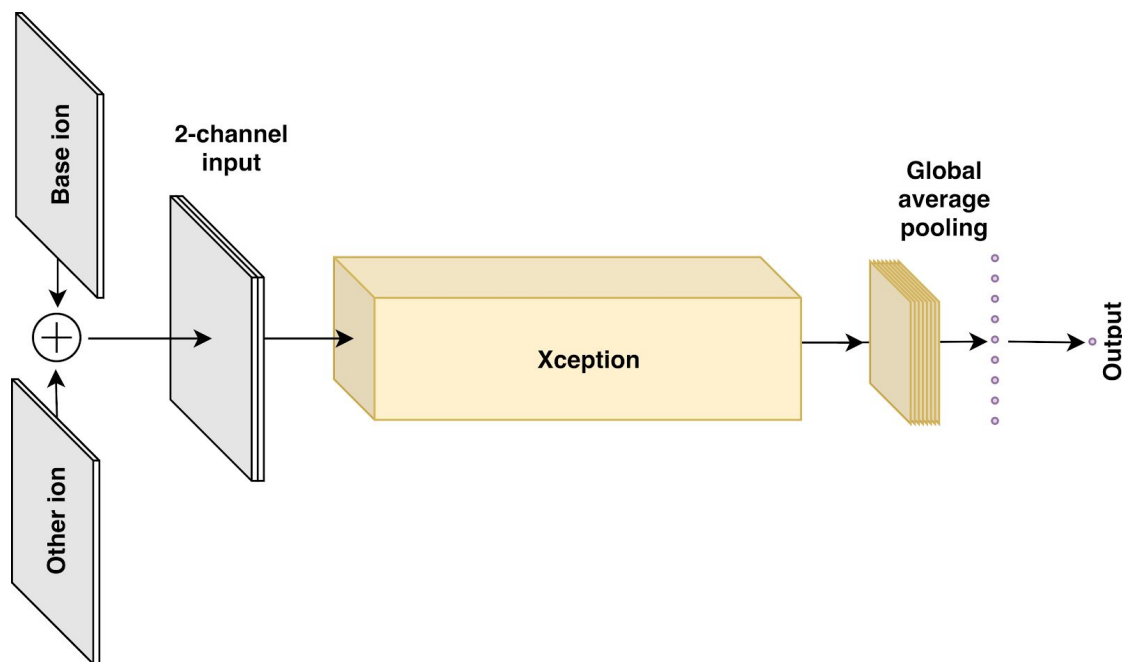 Base ion
2-channel
input
Other ion
Xception
Global
average
pooling
Output